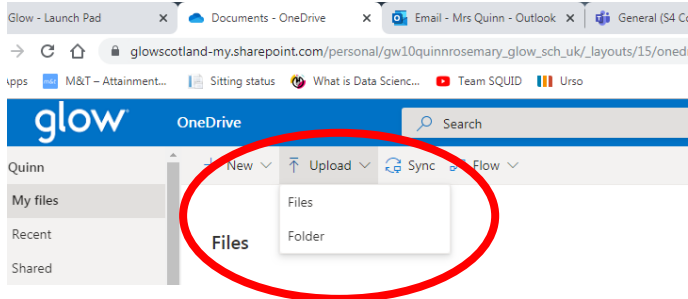 Glow - Launch Pad × Documents - OneDrive × Email - Mrs Quinn - Outlook × General (S4 Co
glowscotland-my.sharepoint.com/personal/gw10quinnrosemary_glow_sch_uk/_layouts/15/oned
Apps M&T – Attainment... Sitting status What is Data Scienc... Team SQUID Urso
glow OneDrive Search
Quinn New Upload Sync Flow
My files Files
Recent Folder
Files
Shared